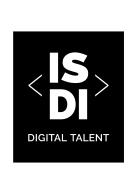 IS
< DI >
DIGITAL TALENT